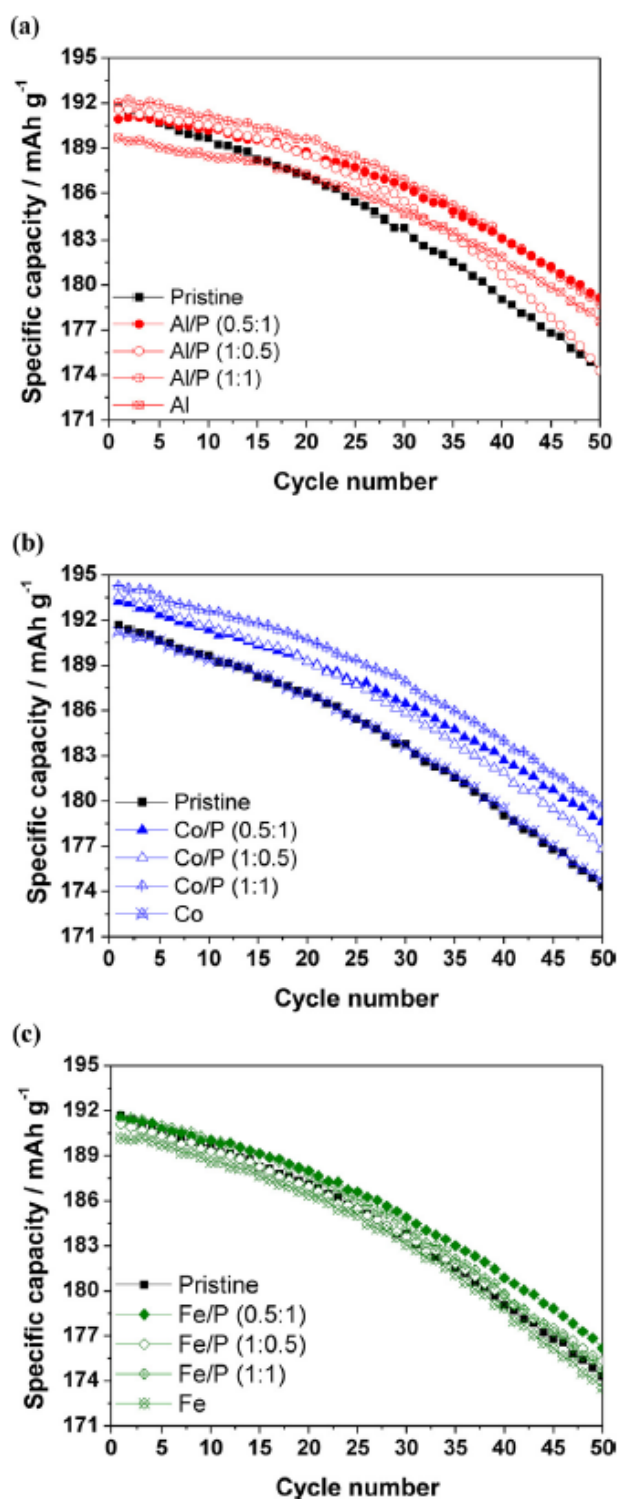 (a)
195
192
189
186
183
180
177
174
171
Specific capacity / mAh g⁻¹
Pristine
Al/P (0.5:1)
Al/P (1:0.5)
Al/P (1:1)
Al
0 5 10 15 20 25 30 35 40 45 50
Cycle number
(b)
195
192
189
186
183
180
177
174
171
Specific capacity / mAh g⁻¹
Pristine
Co/P (0.5:1)
Co/P (1:0.5)
Co/P (1:1)
Co
0 5 10 15 20 25 30 35 40 45 50
Cycle number
(c)
195
192
189
186
183
180
177
174
171
Specific capacity / mAh g⁻¹
Pristine
Fe/P (0.5:1)
Fe/P (1:0.5)
Fe/P (1:1)
Fe
0 5 10 15 20 25 30 35 40 45 50
Cycle number